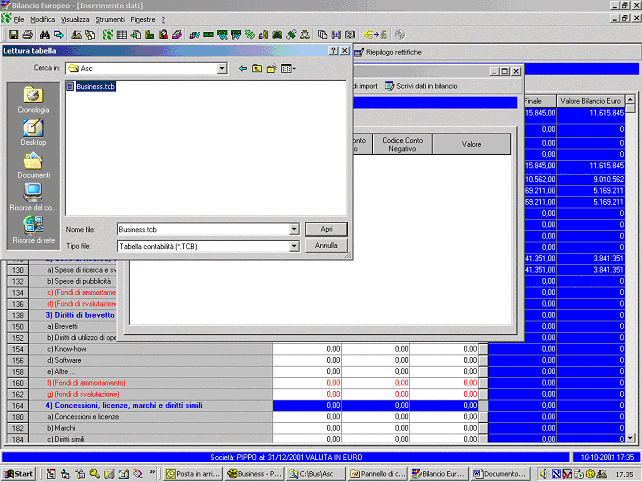 Bilancio Europeo - [Inserimento dati]
File Modifica Visualizza Strumenti Finestre ?
Riepilogo rettifiche
Lettura tabella
Cerca in: Asc
Business.tcb
Cronologia
Desktop
Documenti
Risorse del co...
Risorse di rete
Nome file: Business.tcb Apri
Tipo file: Tabella contabilità (*.TCB) Annulla
di import Scrivi dati in bilancio
Codice Conto Negativo Valore
Finale Valore Bilancio Euro
15.845,00 11.615.845
0,00 0
0,00 0
0,00 0
15.845,00 11.615.845
10.562,00 9.010.562
69.211,00 5.169.211
69.211,00 5.169.211
0,00 0
0,00 0
0,00 0
41.351,00 3.841.351
130 a) Spese di ricerca e sv 0,00 3.841.351
132 b) Spese di pubblicità 0,00 0
134 c) (Fondi di ammortame 0,00 0
136 d) (Fondi di svalutazione 0,00 0
138 3) Diritti di brevetto 0,00 0
150 a) Brevetti 0,00 0
152 b) Diritti di utilizzo di ope 0,00 0
154 c) Know-how 0,00 0,00 0,00 0,00 0
156 d) Software 0,00 0,00 0,00 0,00 0
158 e) Altre ... 0,00 0,00 0,00 0,00 0
160 f) (Fondi di ammortamento) 0,00 0,00 0,00 0,00 0
162 g) (fondi di svalutazione) 0,00 0,00 0,00 0,00 0
164 4) Concessioni, licenze, marchi e diritti simili 0,00 0,00 0,00 0,00 0
180 a) Concessioni e licenze 0,00 0,00 0,00 0,00 0
182 b) Marchi 0,00 0,00 0,00 0,00 0
184 c) Diritti simili 0,00 0,00 0,00 0,00 0
Società: PIPPO al: 31/12/2001 VALUTA IN EURO 10-10-2001 17:35
Start Posta in arri... Business - P... C:\Bus\Asc Pannello di c... Bilancio Eur... Documento... 17.35